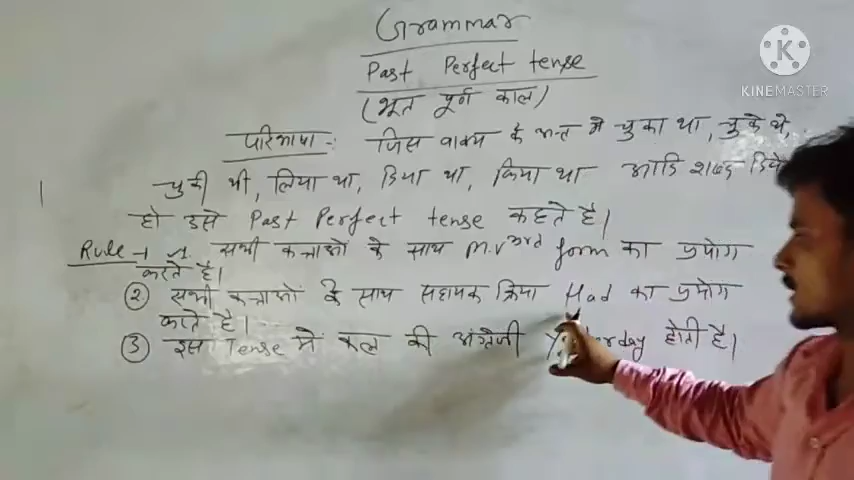 Grammar
Past Perfect tense
(भूत पूर्ण काल)
परिभाषा :- जिस वाक्य के अन्त मे चुका था, चुके थे,
चुकी थी, लिया था, दिया था, किया था आदि शब्द
हो उसे Past Perfect tense कहते है।
Rule -1 सभी कर्त्ताओं के साथ M.V 3rd form का प्रयोग
करते है।
② सभी कर्त्ताओं के साथ सहायक क्रिया Had का प्रयोग
करते है।
③ इस Tense में कल की अंग्रेजी Yesterday होती है।
K
KINEMASTER